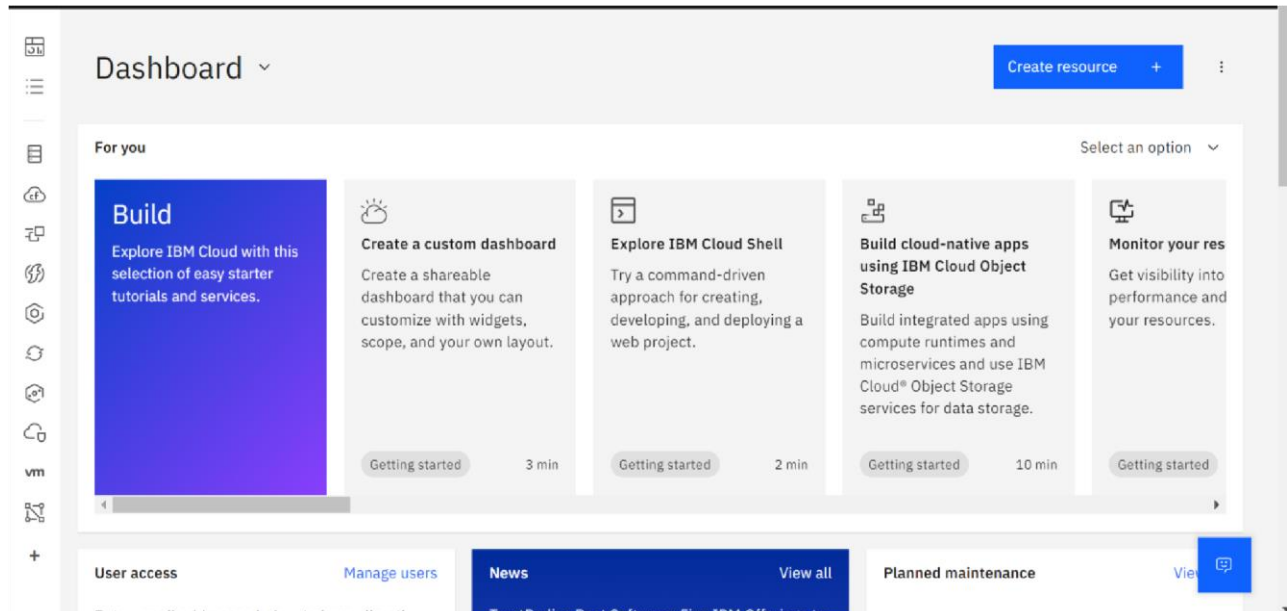 Dashboard
Create resource +
For you
Select an option
Build
Explore IBM Cloud with this
selection of easy starter
tutorials and services.
Create a custom dashboard
Create a shareable
dashboard that you can
customize with widgets,
scope, and your own layout.
Getting started
3 min
Explore IBM Cloud Shell
Try a command-driven
approach for creating,
developing, and deploying a
web project.
Getting started
2 min
Build cloud-native apps
using IBM Cloud Object
Storage
Build integrated apps using
compute runtimes and
microservices and use IBM
Cloud® Object Storage
services for data storage.
Getting started
10 min
Monitor your res
Get visibility into
performance and
your resources.
Getting started
cf
vm
+
User access
Manage users
News
View all
Planned maintenance